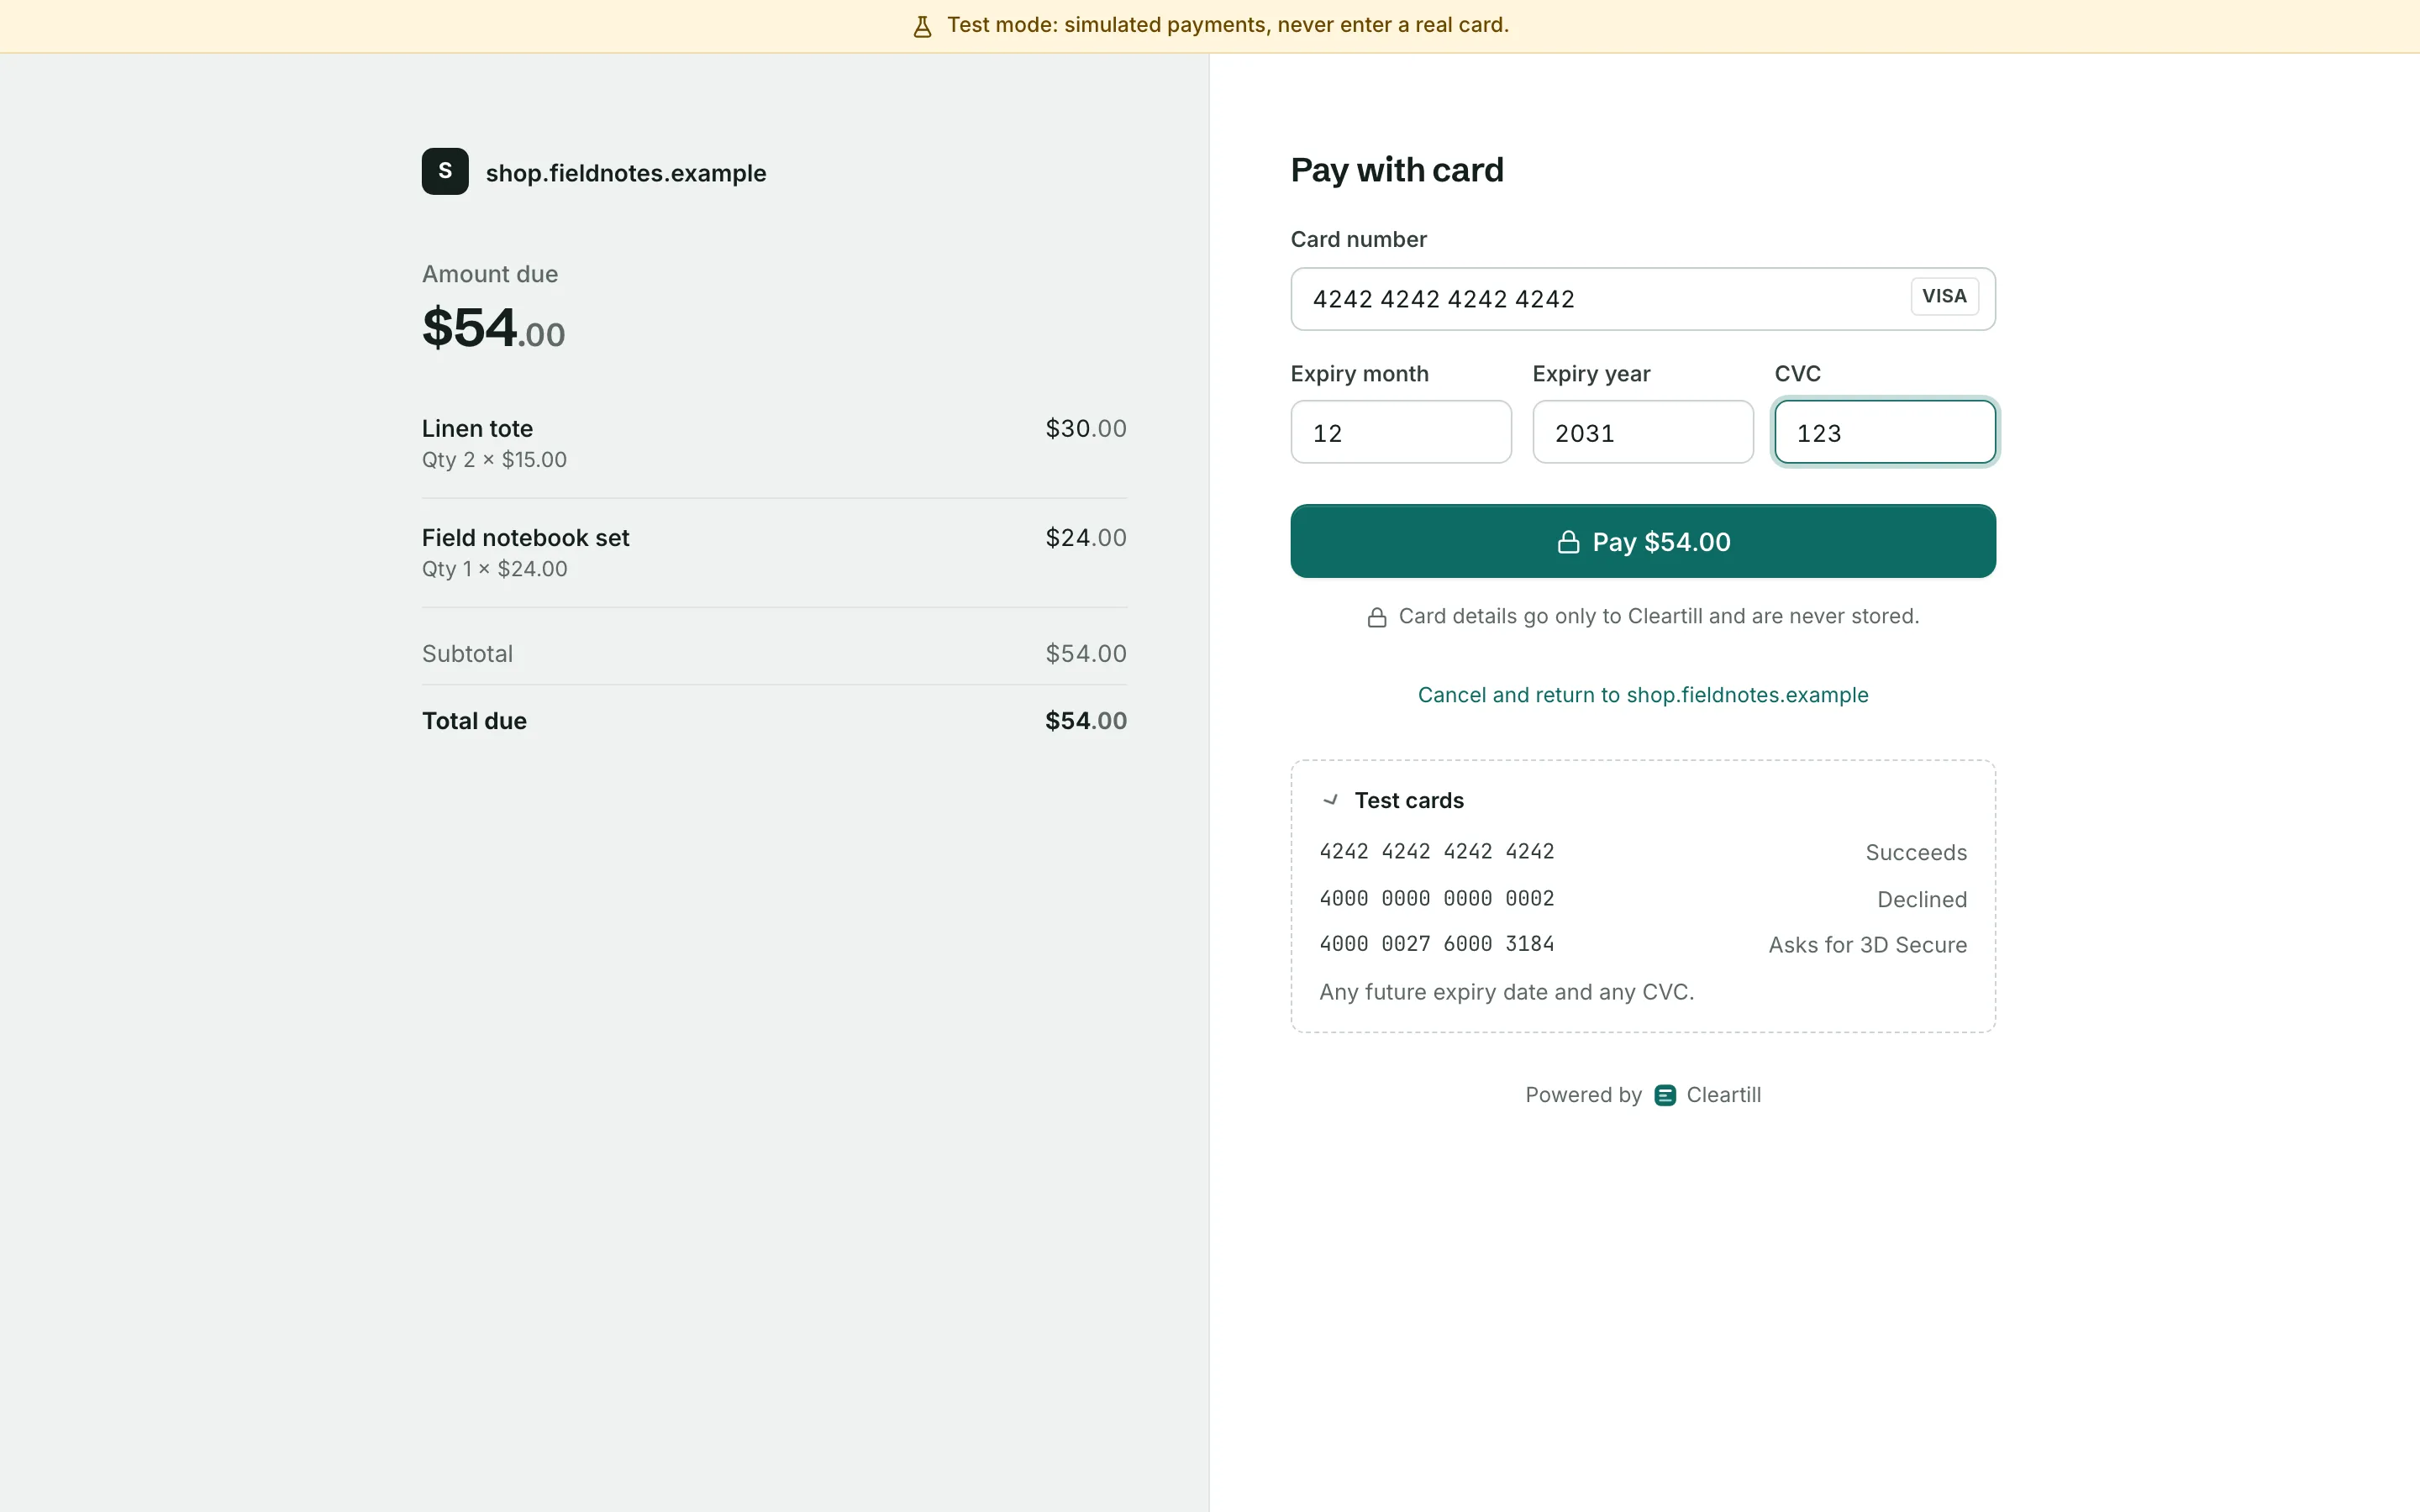 Test mode: simulated payments, never enter a real card.
S
shop.fieldnotes.example
Amount due
$54.00
Linen tote
$30.00
Qty 2 × $15.00
Field notebook set
$24.00
Qty 1 × $24.00
Subtotal
$54.00
Total due
$54.00
Pay with card
Card number
4242 4242 4242 4242
VISA
Expiry month
Expiry year
CVC
12
2031
123
Pay $54.00
Card details go only to Cleartill and are never stored.
Cancel and return to shop.fieldnotes.example
Test cards
4242 4242 4242 4242
Succeeds
4000 0000 0000 0002
Declined
4000 0027 6000 3184
Asks for 3D Secure
Any future expiry date and any CVC.
Powered by Cleartill